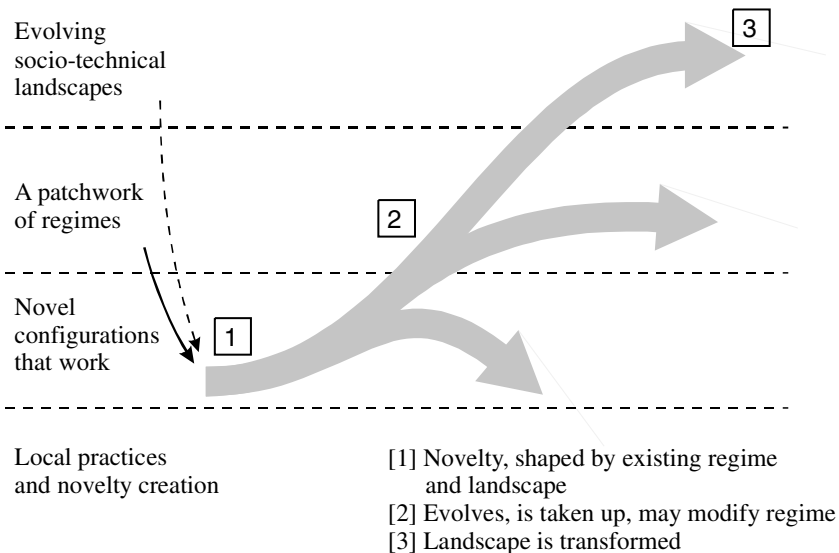 Evolving
socio-technical
landscapes
3
A patchwork
of regimes
2
Novel
configurations
that work
1
Local practices
and novelty creation
[1] Novelty, shaped by existing regime
and landscape
[2] Evolves, is taken up, may modify regime
[3] Landscape is transformed